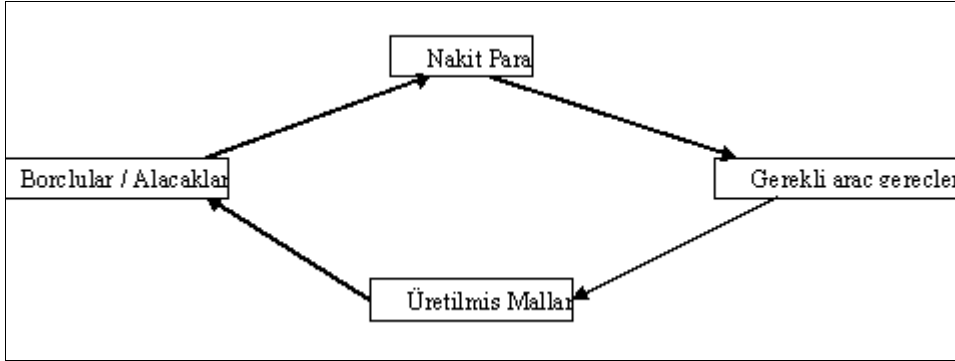 Nakit Para
Borclular / Alacaklar
Gerekli arac gerecler
Üretilmis Mallar